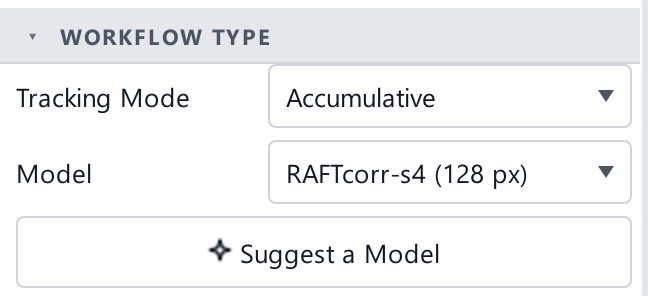 WORKFLOW TYPE
Tracking Mode
Accumulative
Model
RAFTcorr-s4 (128 px)
Suggest a Model